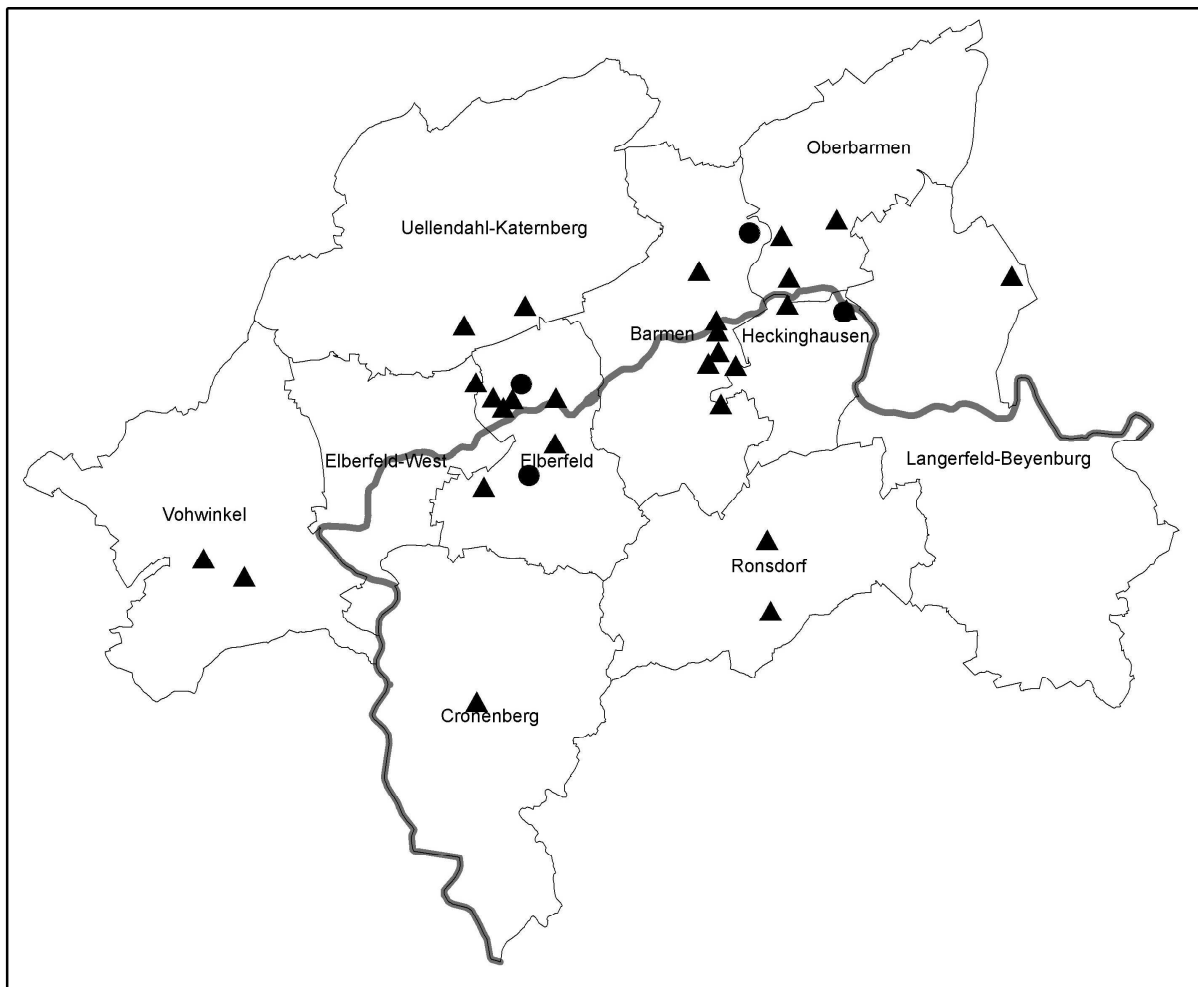 Oberbarmen
Uellendahl-Katernberg
Barmen
Heckinghausen
Elberfeld-West
Elberfeld
Langerfeld-Beyenburg
Vohwinkel
Ronsdorf
Cronenberg